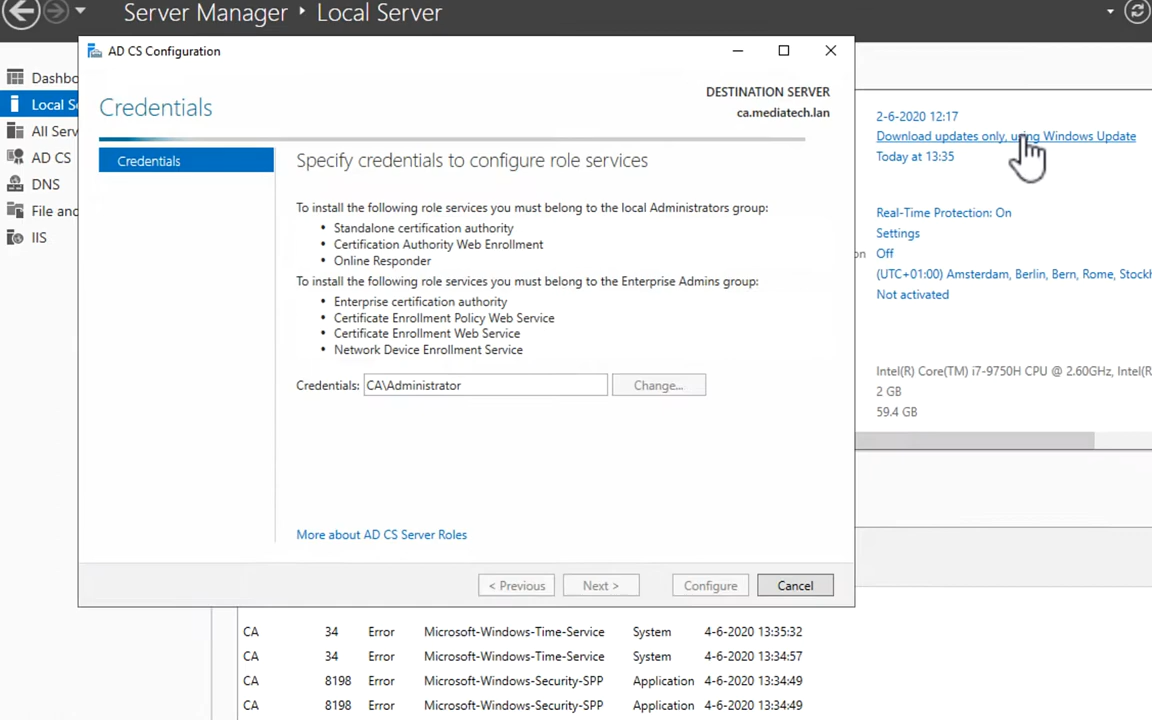 Server Manager ‣ Local Server
AD CS Configuration
Dashbo
Local Se
All Serv
AD CS
DNS
File and
IIS
Credentials
DESTINATION SERVER
ca.mediatech.lan
Credentials
Specify credentials to configure role services
To install the following role services you must belong to the local Administrators group:
• Standalone certification authority
• Certification Authority Web Enrollment
• Online Responder
To install the following role services you must belong to the Enterprise Admins group:
• Enterprise certification authority
• Certificate Enrollment Policy Web Service
• Certificate Enrollment Web Service
• Network Device Enrollment Service
Credentials: CA\Administrator Change...
More about AD CS Server Roles
< Previous Next > Configure Cancel
2-6-2020 12:17
Download updates only, using Windows Update
Today at 13:35
Real-Time Protection: On
Settings
on Off
(UTC+01:00) Amsterdam, Berlin, Bern, Rome, Stockh
Not activated
Intel(R) Core(TM) i7-9750H CPU @ 2.60GHz, Intel(R
2 GB
59.4 GB
CA 34 Error Microsoft-Windows-Time-Service System 4-6-2020 13:35:32
CA 34 Error Microsoft-Windows-Time-Service System 4-6-2020 13:34:57
CA 8198 Error Microsoft-Windows-Security-SPP Application 4-6-2020 13:34:49
CA 8198 Error Microsoft-Windows-Security-SPP Application 4-6-2020 13:34:49